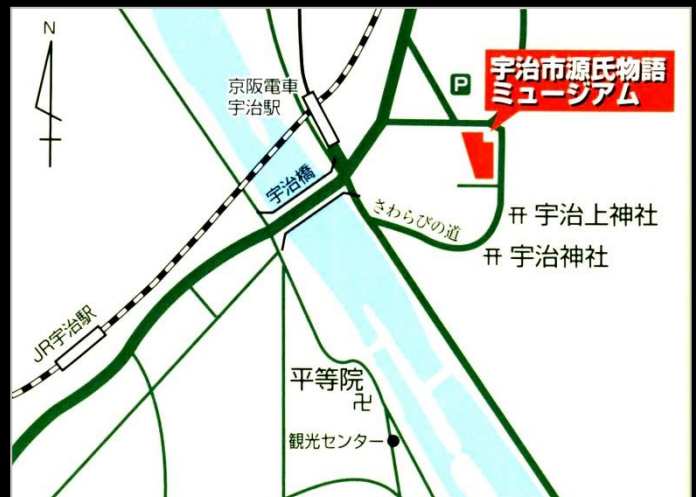 N
京阪電車
宇治駅
P
宇治市源氏物語
ミュージアム
宇治橋
さわらびの道
宇治上神社
宇治神社
JR宇治駅
平等院
卍
観光センター